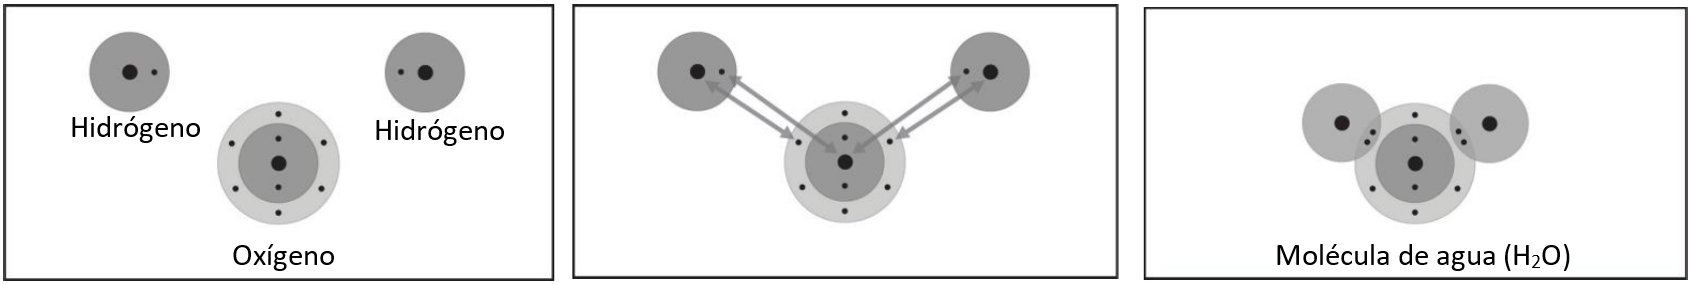 Hidrógeno
Hidrógeno
Oxígeno
Molécula de agua (H₂O)